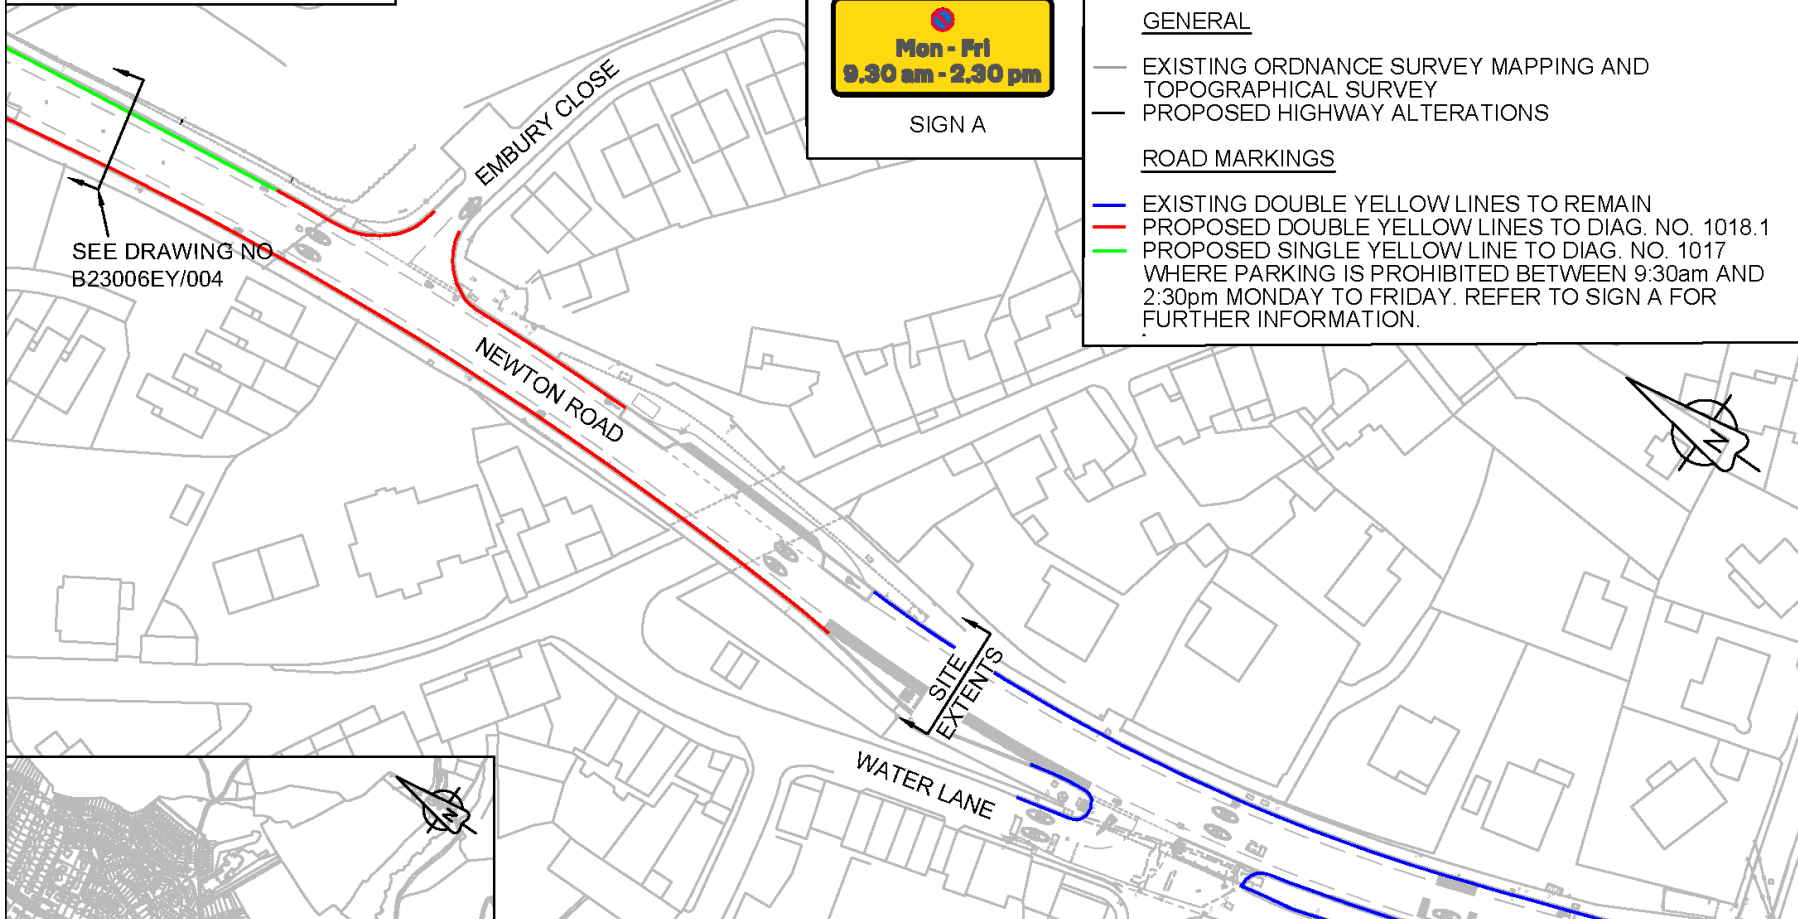 Mon - Fri
9.30 am - 2.30 pm
SIGN A
GENERAL
EXISTING ORDNANCE SURVEY MAPPING AND
TOPOGRAPHICAL SURVEY
PROPOSED HIGHWAY ALTERATIONS
ROAD MARKINGS
EXISTING DOUBLE YELLOW LINES TO REMAIN
PROPOSED DOUBLE YELLOW LINES TO DIAG. NO. 1018.1
PROPOSED SINGLE YELLOW LINE TO DIAG. NO. 1017
WHERE PARKING IS PROHIBITED BETWEEN 9:30am AND
2:30pm MONDAY TO FRIDAY. REFER TO SIGN A FOR
FURTHER INFORMATION.
EMBURY CLOSE
SEE DRAWING NO
B23006EY/004
NEWTON ROAD
N
SITE
EXTENTS
WATER LANE
N